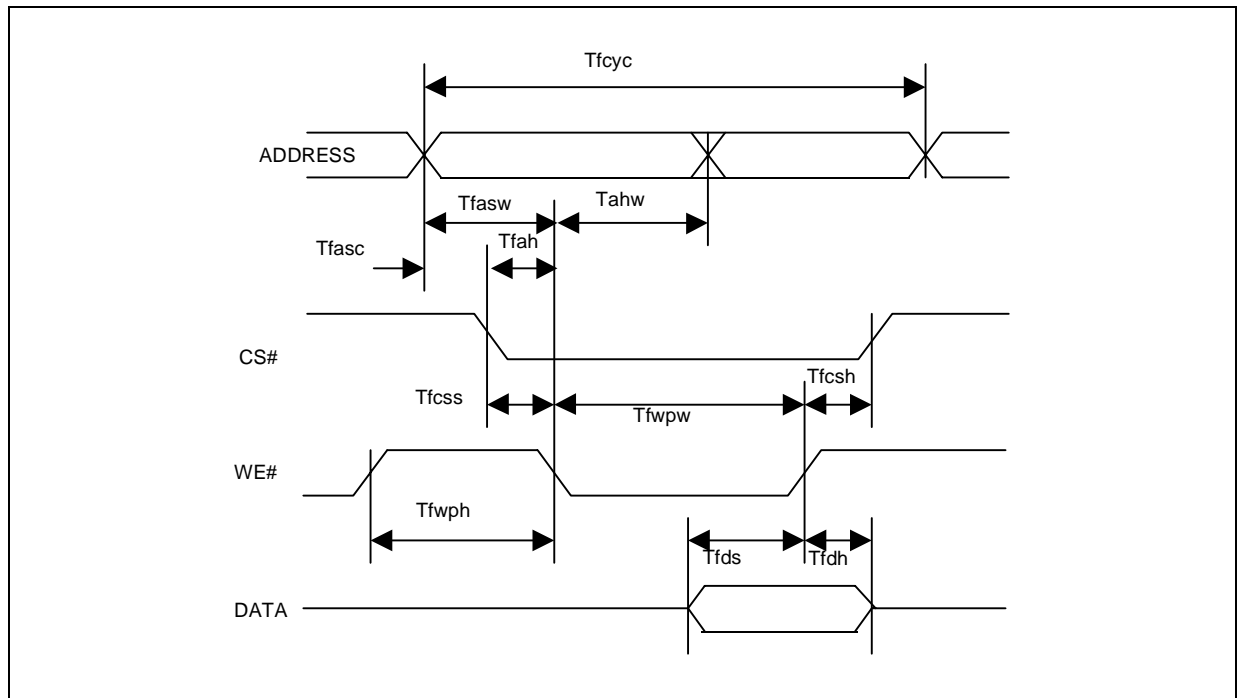 Tfcyc
ADDRESS
Tfasw
Tahw
Tfasc
Tfah
CS#
Tfcss
Tfwpw
Tfcsh
WE#
Tfwph
Tfds
Tfdh
DATA